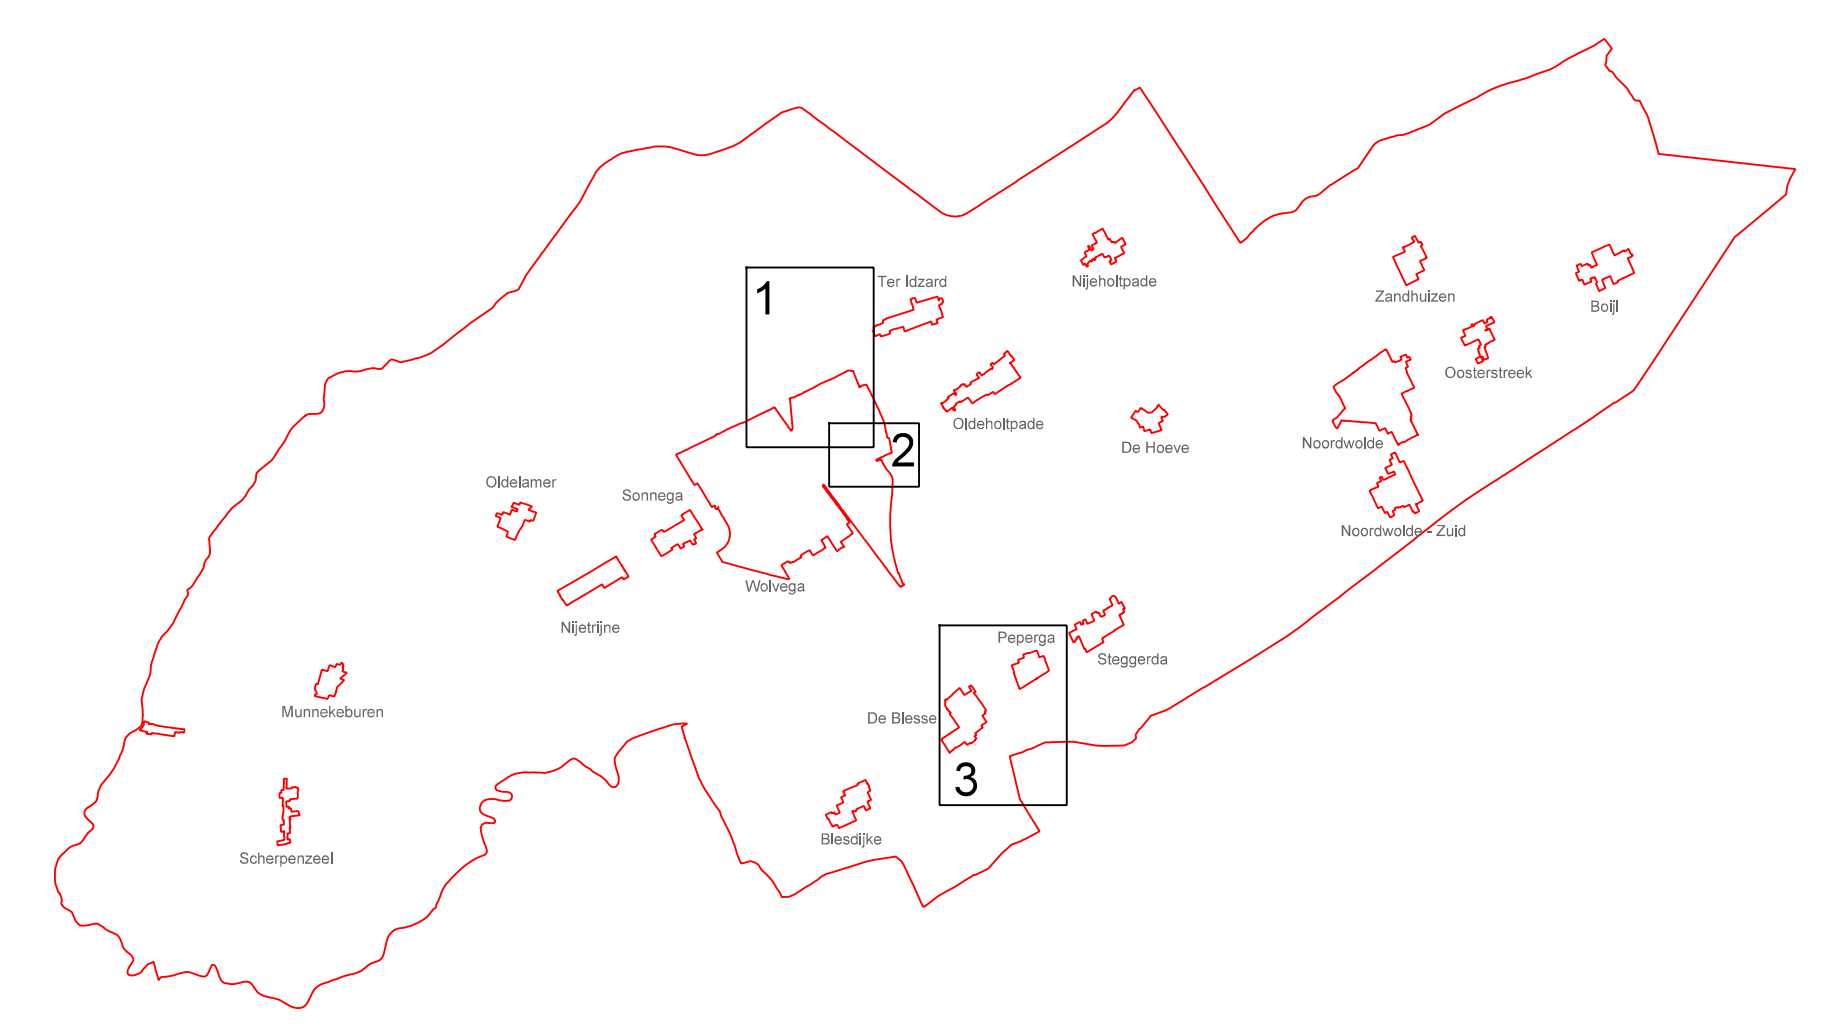 Ter Idzard
Nijeholtpade
Zandhuizen
Boijl
1
Oosterstreek
Oldeholtpade
Noordwolde
De Hoeve
2
Oldelamer
Sonnega
Noordwolde - Zuid
Wolvega
Nijetrijne
Peperga
Steggerda
Munnekeburen
De Blesse
3
Blesdijke
Scherpenzeel